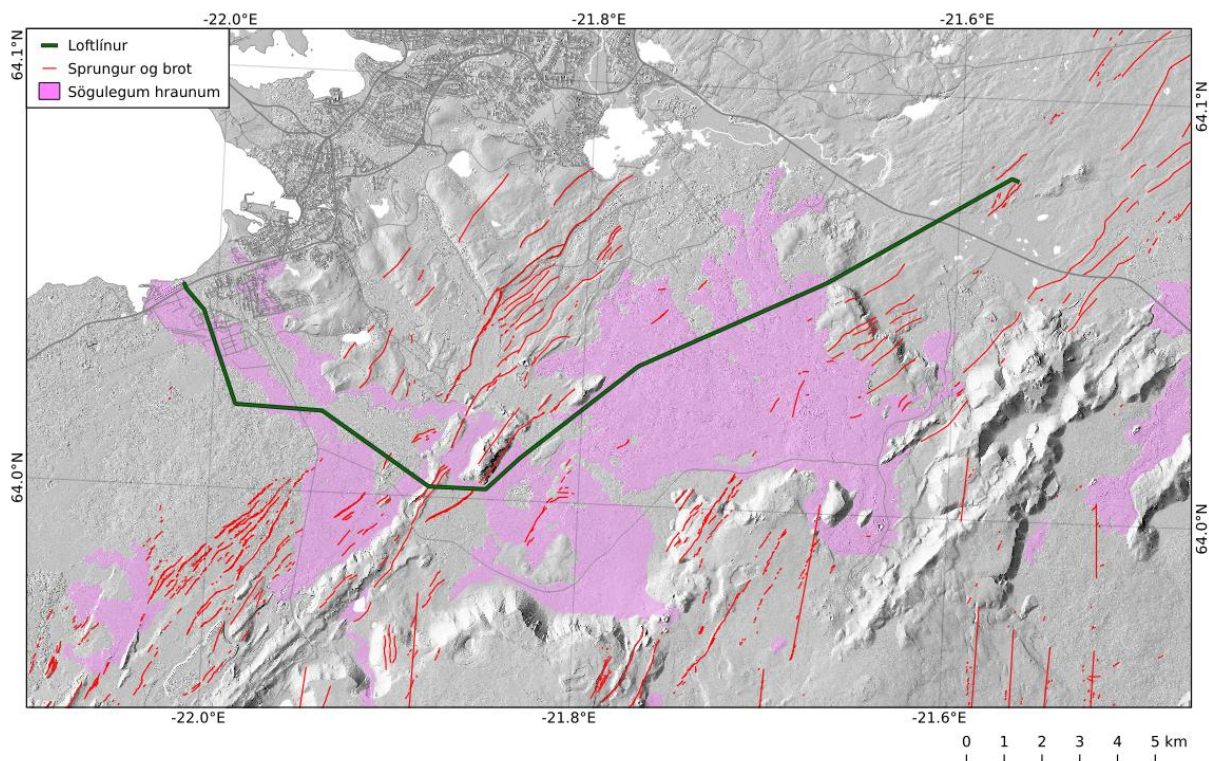 -22.0°E -21.8°E -21.6°E
64.1°N
Loftlínur
Sprungur og brot
Sögulegum hraunum
64.1°N
64.0°N
64.0°N
-22.0°E -21.8°E -21.6°E
0 1 2 3 4 5 km